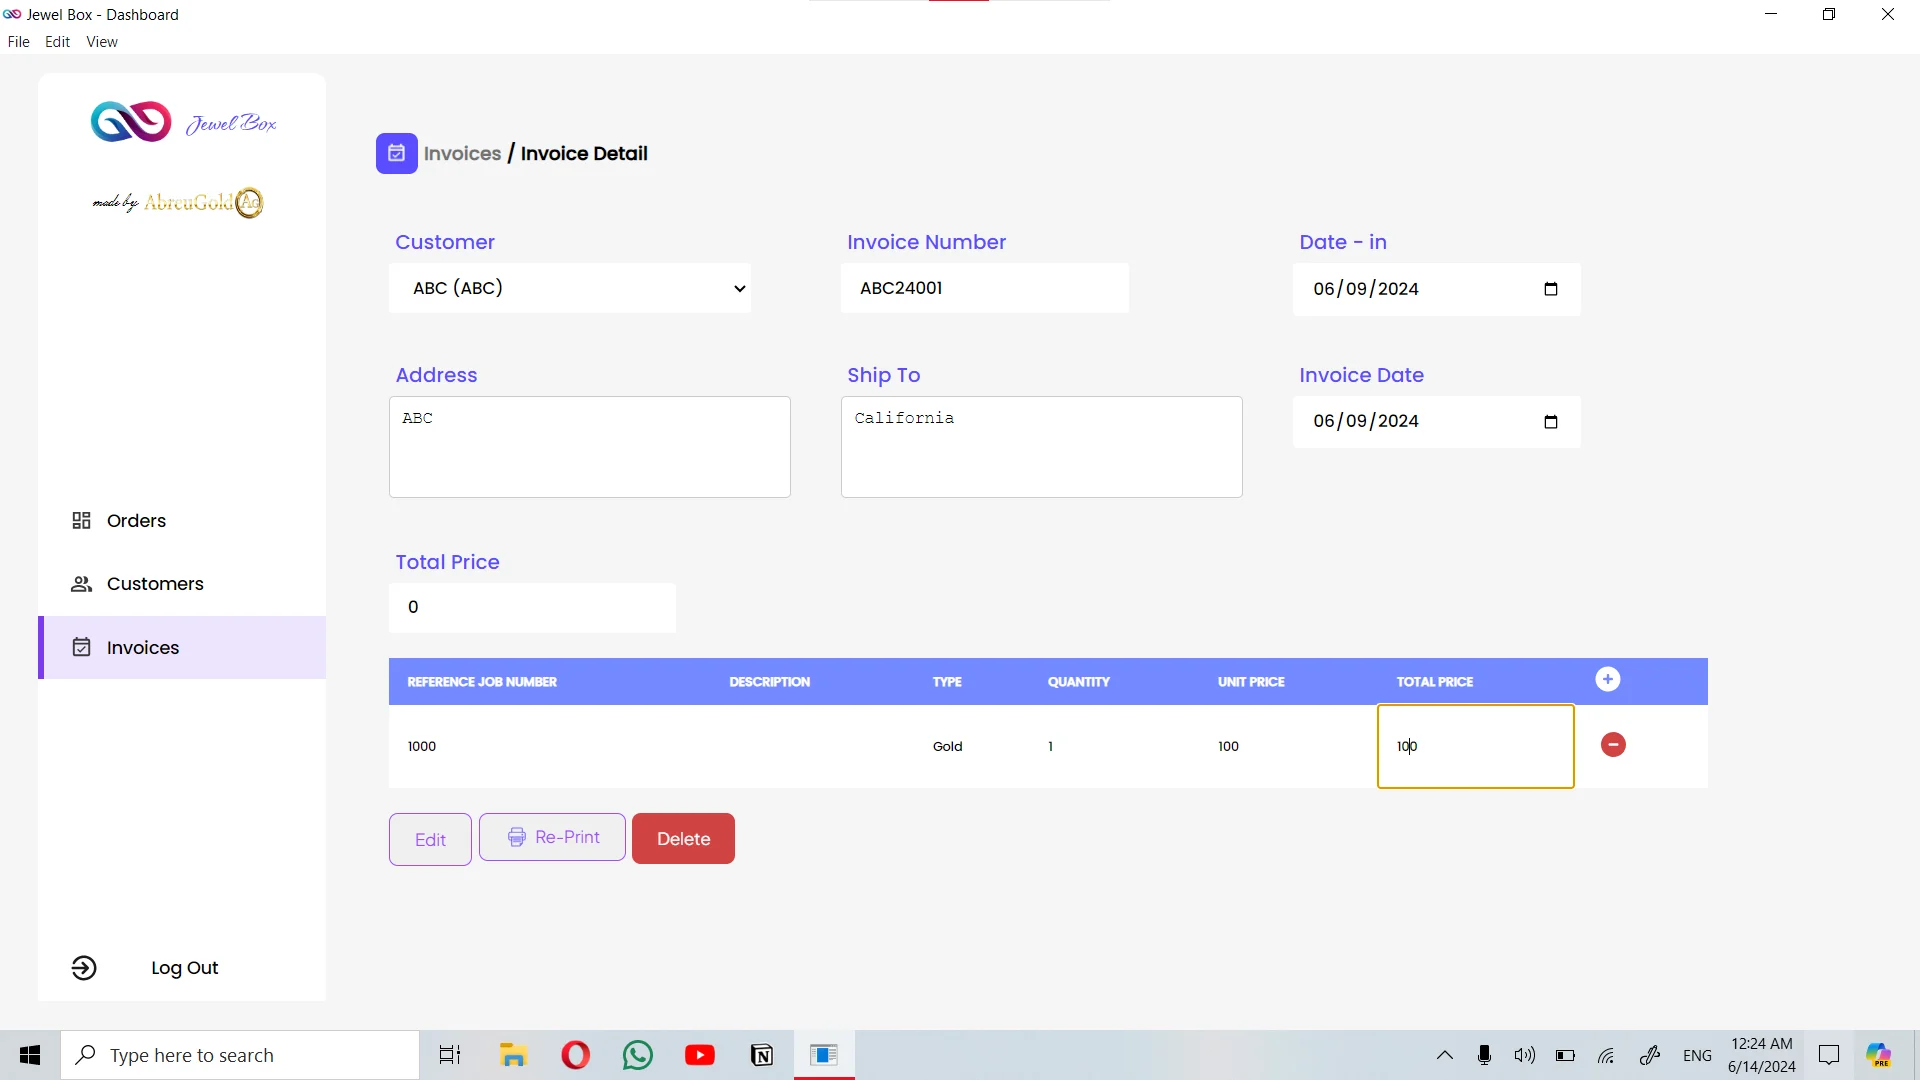 Jewel Box - Dashboard
File Edit View
Jewel Box
made by AbreuGold AG
Invoices / Invoice Detail
Customer
Invoice Number
Date - in
ABC (ABC)
ABC24001
06/09/2024
Address
Ship To
Invoice Date
ABC
California
06/09/2024
Orders
Customers
Invoices
Total Price
0
REFERENCE JOB NUMBER DESCRIPTION TYPE QUANTITY UNIT PRICE TOTAL PRICE
1000 Gold 1 100 100
Edit Re-Print Delete
Log Out
Type here to search
N
ENG
12:24 AM
6/14/2024
PRE